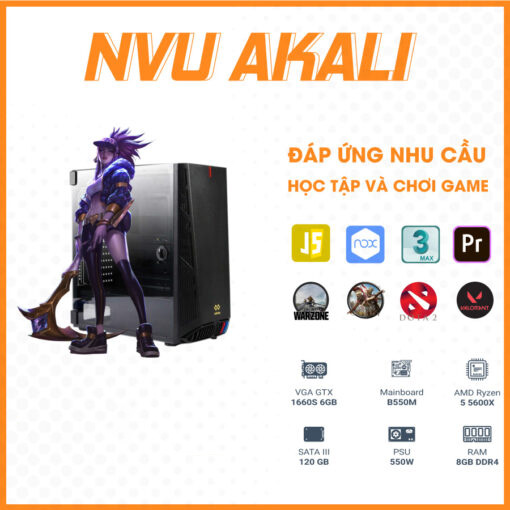 NVU AKALI
ĐÁP ỨNG NHU CẦU
HỌC TẬP VÀ CHƠI GAME
JS
nox
3
MAX
Pr
WARZONE
DOTA 2
VALORANT
VGA GTX
1660S 6GB
Mainboard
B550M
AMD Ryzen
5 5600X
SATA III
120 GB
PSU
550W
RAM
8GB DDR4